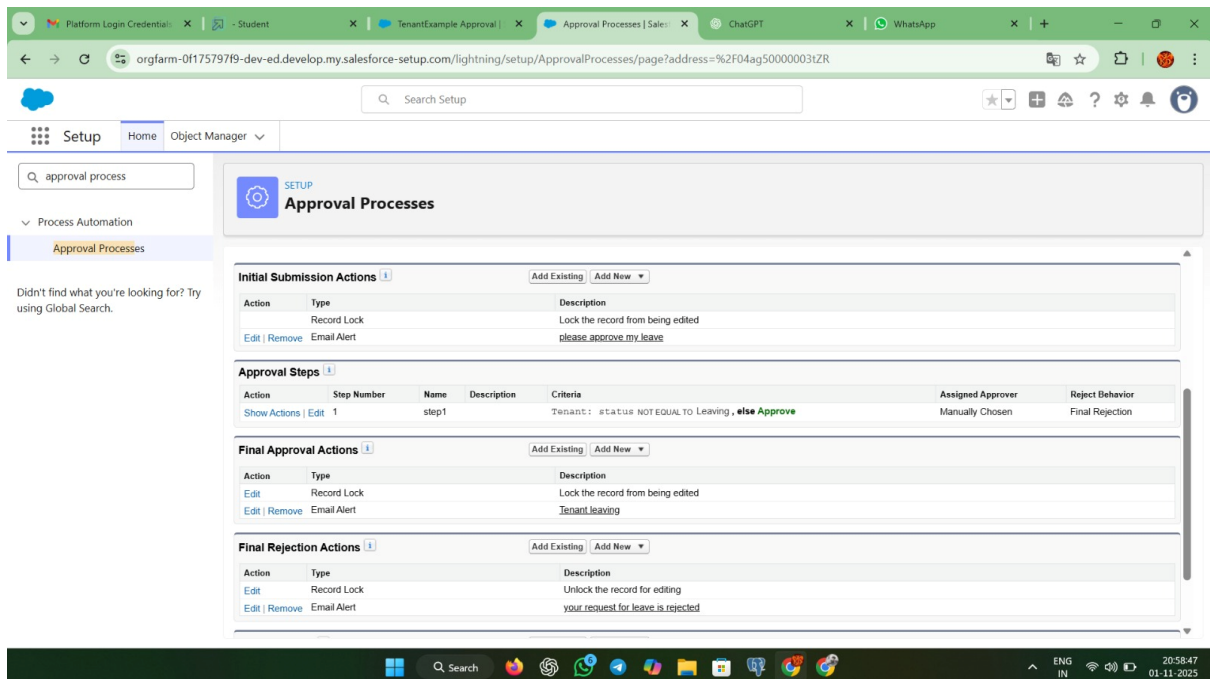 Platform Login Credentials
- Student
TenantExample Approval |
Approval Processes | Sales
ChatGPT
WhatsApp
orgfarm-0f175797f9-dev-ed.develop.my.salesforce-setup.com/lightning/setup/ApprovalProcesses/page?address=%2F04ag50000003tZR
Search Setup
Setup Home Object Manager
approval process
Process Automation
Approval Processes
Didn't find what you're looking for? Try
using Global Search.
SETUP
Approval Processes
Initial Submission Actions i Add Existing Add New
Action Type Description
Record Lock Lock the record from being edited
Edit | Remove Email Alert please approve my leave
Approval Steps i
Action Step Number Name Description Criteria Assigned Approver Reject Behavior
Show Actions | Edit 1 step1 Tenant: status NOT EQUAL TO Leaving , else Approve Manually Chosen Final Rejection
Final Approval Actions i Add Existing Add New
Action Type Description
Edit Record Lock Lock the record from being edited
Edit | Remove Email Alert Tenant leaving
Final Rejection Actions i Add Existing Add New
Action Type Description
Edit Record Lock Unlock the record for editing
Edit | Remove Email Alert your request for leave is rejected
Search
6
ENG
IN
20:58:47
01-11-2025